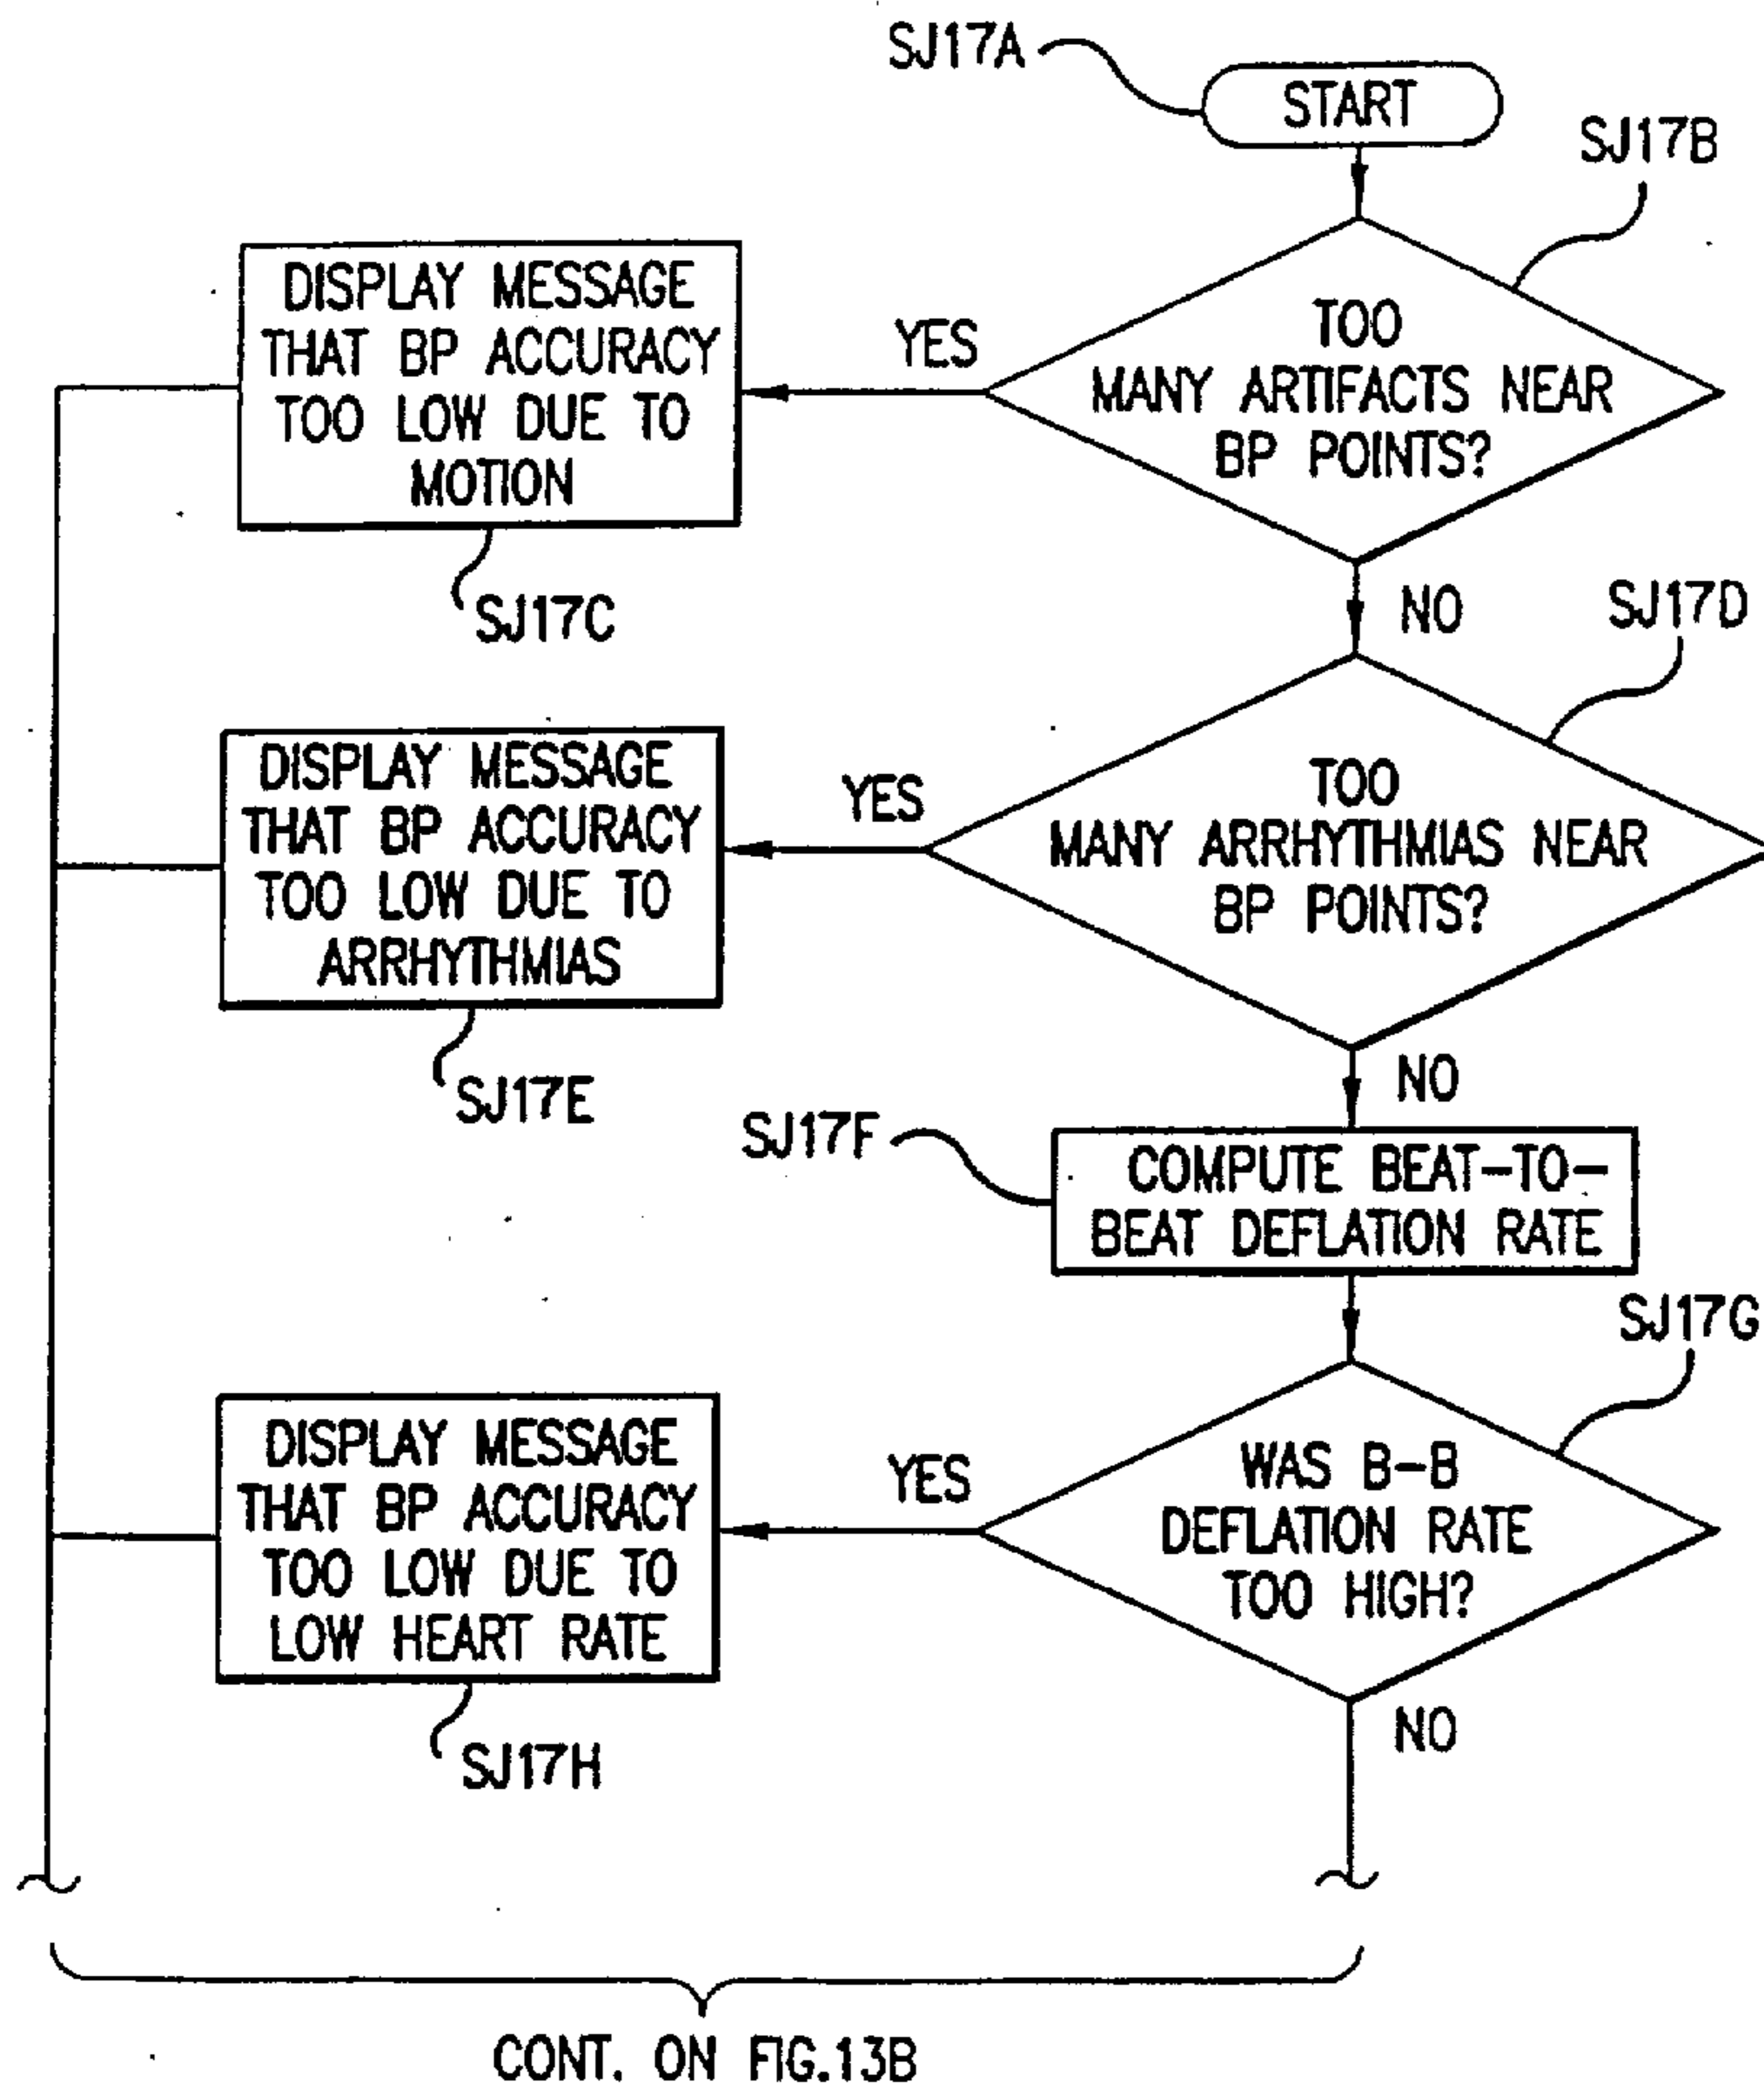 SJ17A
START
SJ17B
TOO
MANY ARTIFACTS NEAR
BP POINTS?
YES
DISPLAY MESSAGE
THAT BP ACCURACY
TOO LOW DUE TO
MOTION
SJ17C
NO
SJ17D
TOO
MANY ARRHYTHMIAS NEAR
BP POINTS?
YES
DISPLAY MESSAGE
THAT BP ACCURACY
TOO LOW DUE TO
ARRHYTHMIAS
SJ17E
NO
SJ17F
COMPUTE BEAT-TO-
BEAT DEFLATION RATE
SJ17G
WAS B-B
DEFLATION RATE
TOO HIGH?
YES
DISPLAY MESSAGE
THAT BP ACCURACY
TOO LOW DUE TO
LOW HEART RATE
SJ17H
NO
CONT. ON FIG.13B